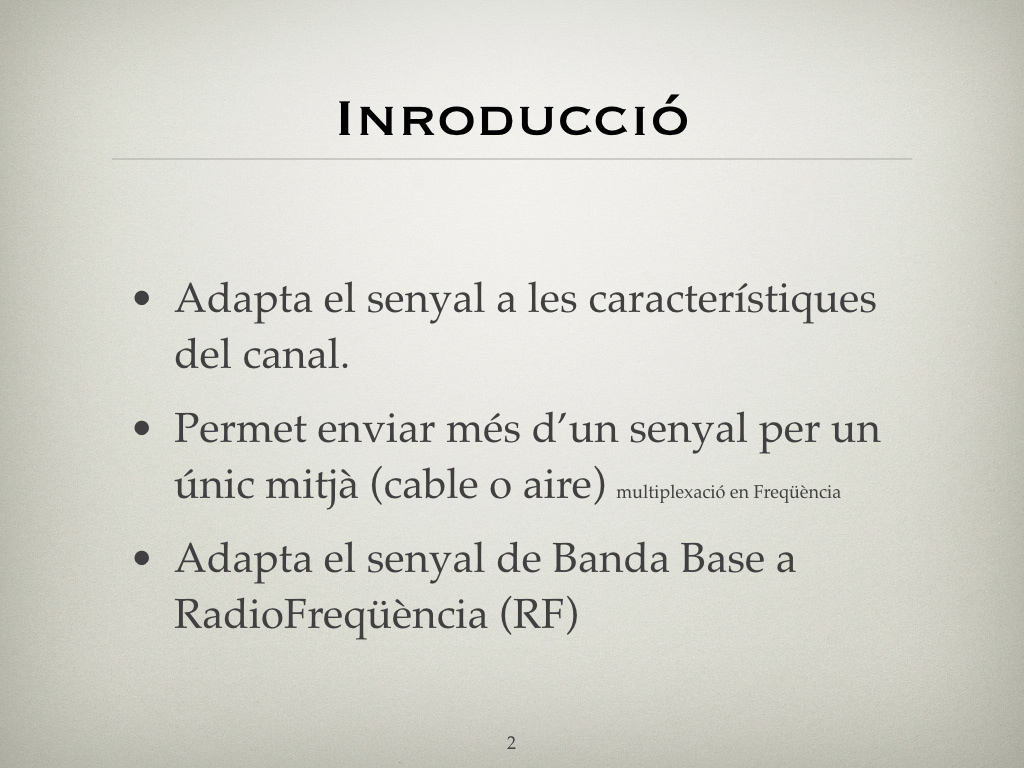 Inroducció
• Adapta el senyal a les característiques
del canal.
• Permet enviar més d’un senyal per un
únic mitjà (cable o aire) multiplexació en Freqüència
• Adapta el senyal de Banda Base a
RadioFreqüència (RF)
2